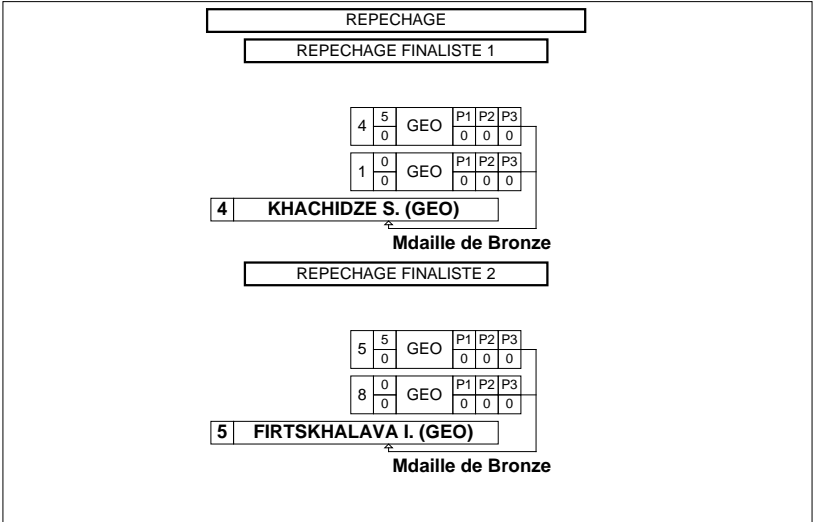 REPECHAGE
REPECHAGE FINALISTE 1
4 5 GEO P1 P2 P3
0 0 0 0
1 0 GEO P1 P2 P3
0 0 0 0
4 KHACHIDZE S. (GEO)
Mdaille de Bronze
REPECHAGE FINALISTE 2
5 5 GEO P1 P2 P3
0 0 0 0
8 0 GEO P1 P2 P3
0 0 0 0
5 FIRTSKHALAVA I. (GEO)
Mdaille de Bronze